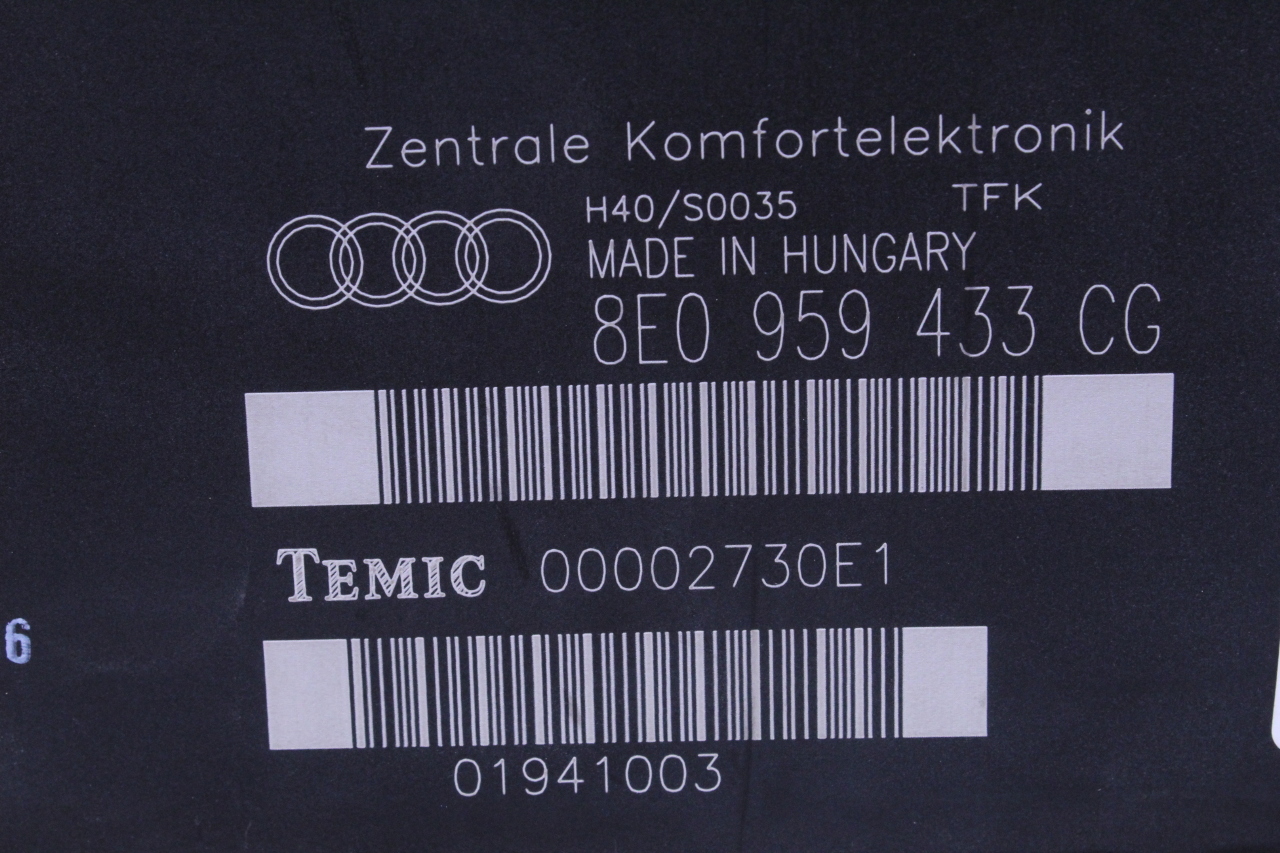 Zentrale Komfortelektronik
H40/S0035 TFK
MADE IN HUNGARY
8E0 959 433 CG
TEMIC 00002730E1
6
01941003